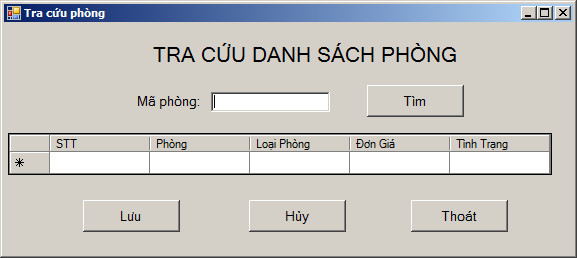 Tra cứu phòng
TRA CỨU DANH SÁCH PHÒNG
Mã phòng: Tìm
STT Phòng Loại Phòng Đơn Giá Tình Trạng
Lưu Hủy Thoát